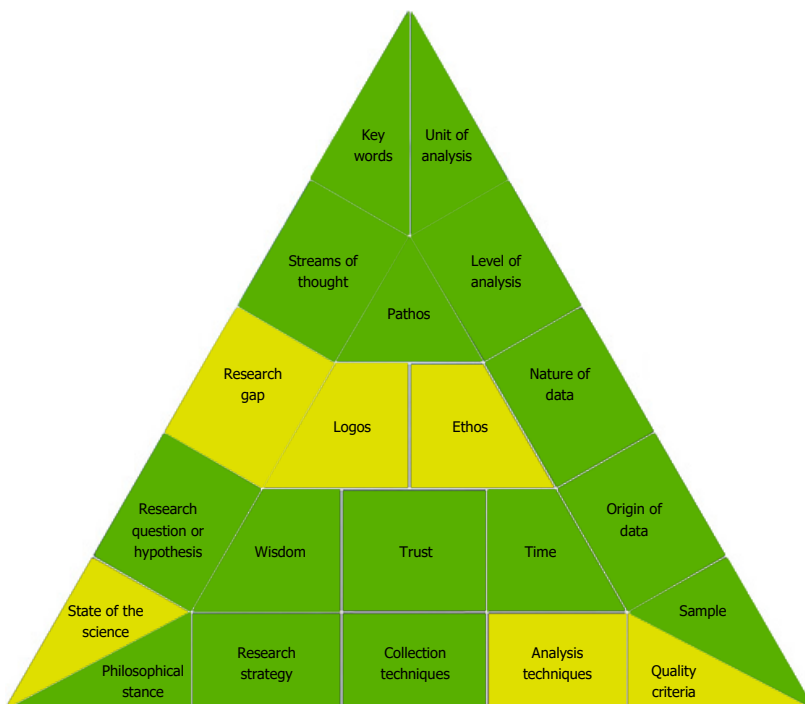 Key
words
Unit of
analysis
Streams of
thought
Level of
analysis
Pathos
Research
gap
Nature of
data
Logos
Ethos
Research
question or
hypothesis
Origin of
data
Wisdom
Trust
Time
State of the
science
Sample
Philosophical
stance
Research
strategy
Collection
techniques
Analysis
techniques
Quality
criteria